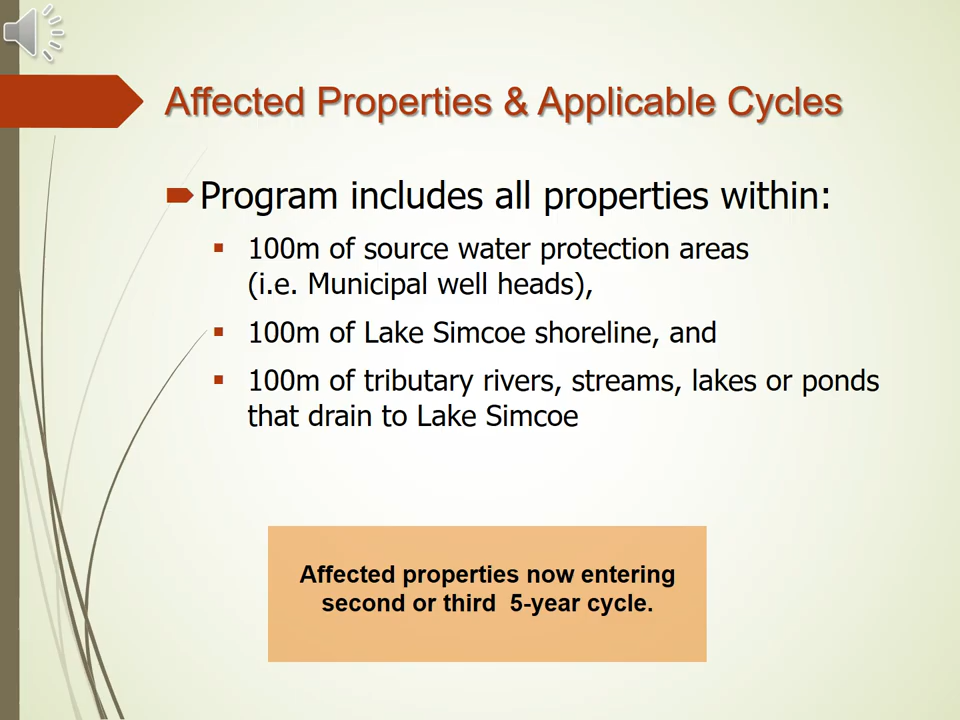 Affected Properties & Applicable Cycles
Program includes all properties within:
100m of source water protection areas
(i.e. Municipal well heads),
100m of Lake Simcoe shoreline, and
100m of tributary rivers, streams, lakes or ponds
that drain to Lake Simcoe
Affected properties now entering
second or third  5-year cycle.